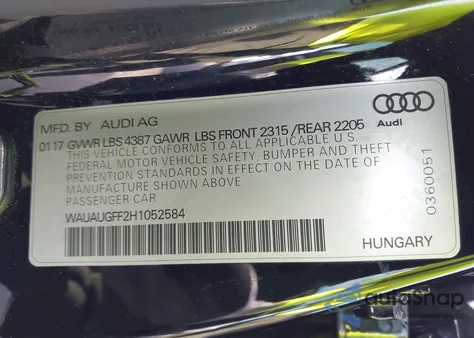 MFD. BY AUDI AG
01 17 GVWR LBS 4387 GAWR LBS FRONT 2315 /REAR 2205
THIS VEHICLE CONFORMS TO ALL APPLICABLE U.S
FEDERAL MOTOR VEHICLE SAFETY, BUMPER AND THEFT
PREVENTION STANDARDS IN EFFECT ON THE DATE OF
MANUFACTURE SHOWN ABOVE.
PASSENGER CAR
WAUAUGFF2H1052584
Audi
0360051
HUNGARY
autosnap